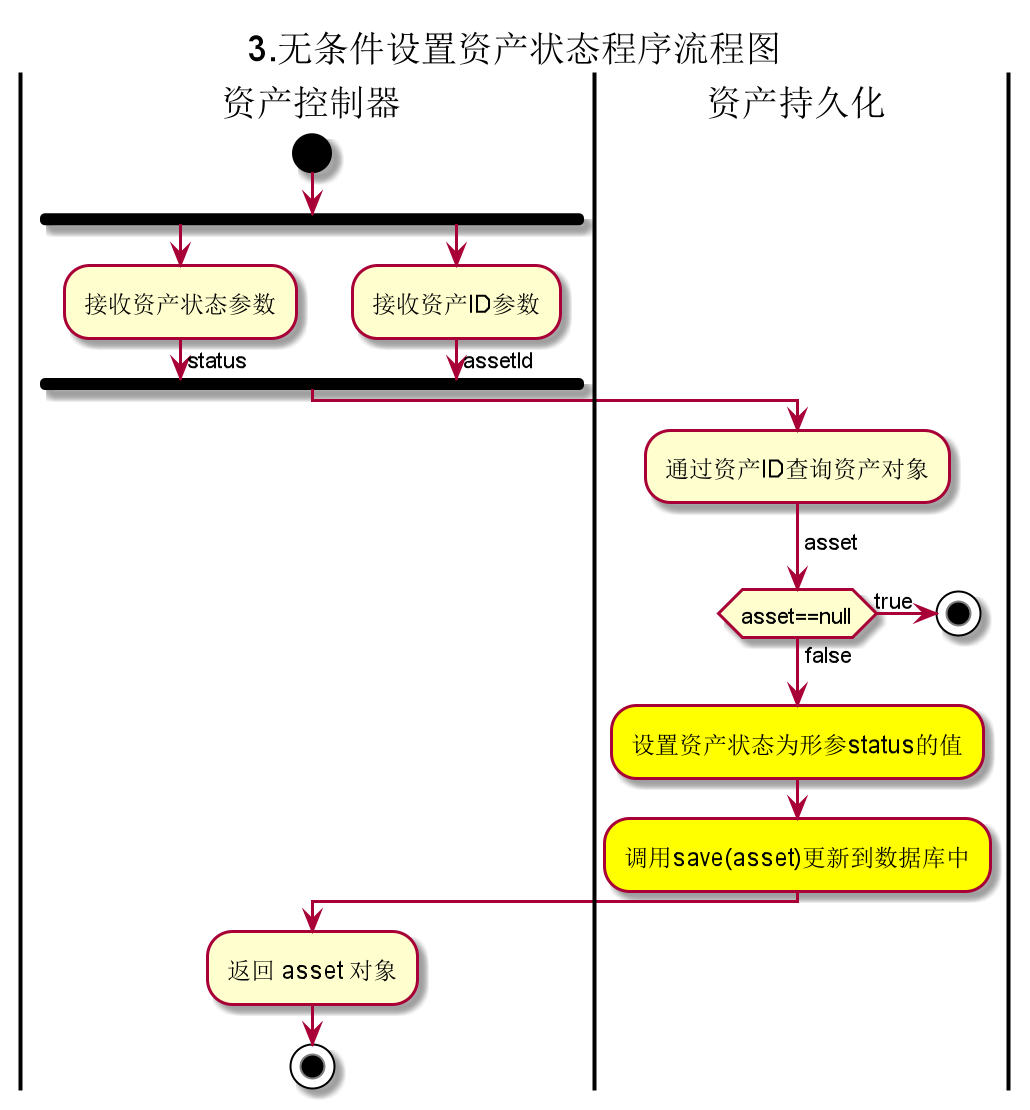 3.无条件设置资产状态程序流程图
资产控制器
资产持久化
接收资产状态参数
接收资产ID参数
status
assetId
通过资产ID查询资产对象
asset
asset==null
true
false
设置资产状态为形参status的值
调用save(asset)更新到数据库中
返回 asset 对象